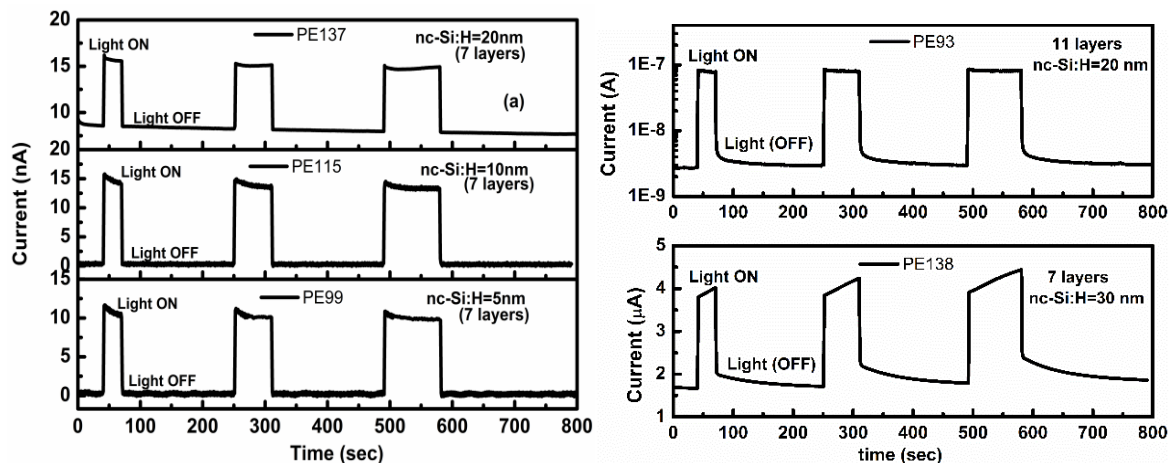 20
PE137
nc-Si:H=20nm
Light ON
(7 layers)
15
(a)
10
Light OFF
20
PE115
nc-Si:H=10nm
Light ON
(7 layers)
15
10
5
Light OFF
0
15
PE99
nc-Si:H=5nm
Light ON
(7 layers)
10
5
Light OFF
0
0 100 200 300 400 500 600 700 800
Time (sec)
Current (nA)
PE93
11 layers
Light ON
nc-Si:H=20 nm
1E-7
1E-8
Light (OFF)
1E-9
0 100 200 300 400 500 600 700 800
Time (sec)
Current (A)
5
PE138
7 layers
Light ON
nc-Si:H=30 nm
4
3
Light (OFF)
2
1
0 100 200 300 400 500 600 700 800
time (sec)
Current (μA)